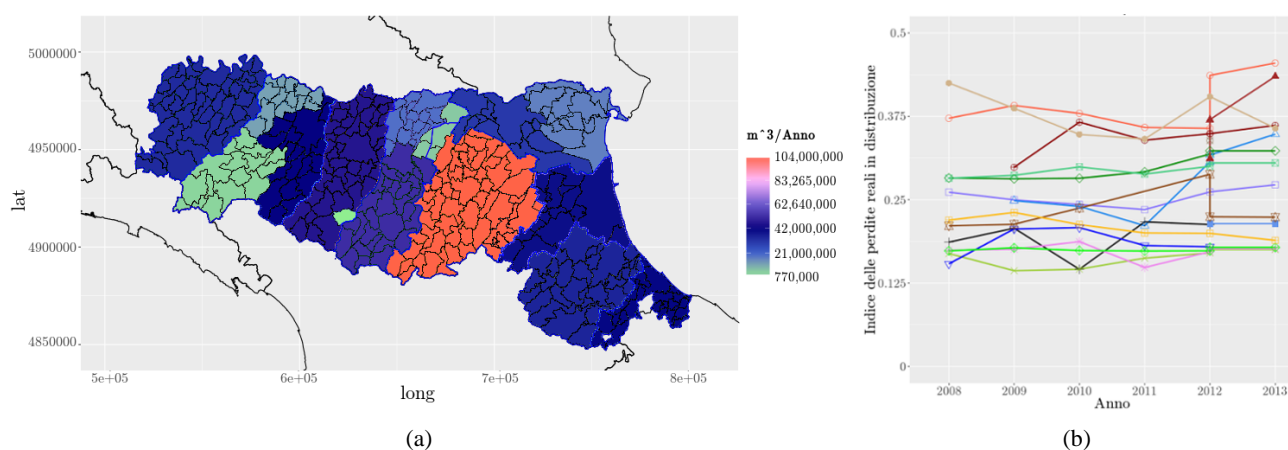 5000000
4950000
4900000
4850000
lat
5e+05
6e+05
7e+05
8e+05
long
m^3/Anno
104,000,000
83,265,000
62,640,000
42,000,000
21,000,000
770,000
(a)
0.5
0.375
0.25
0.125
0
Indice delle perdite reali in distribuzione
2008
2009
2010
2011
2012
2013
Anno
(b)